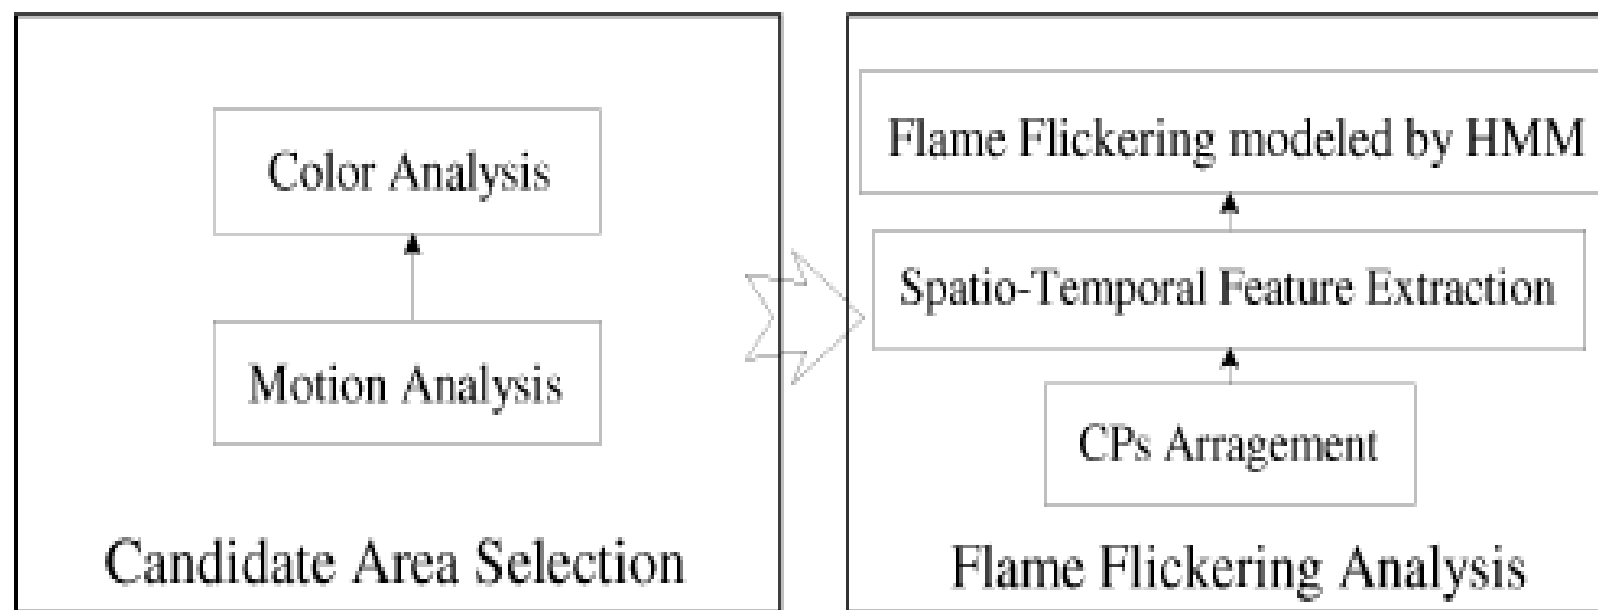 Color Analysis
Motion Analysis
Candidate Area Selection
Flame Flickering modeled by HMM
Spatio-Temporal Feature Extraction
CPs Arragement
Flame Flickering Analysis